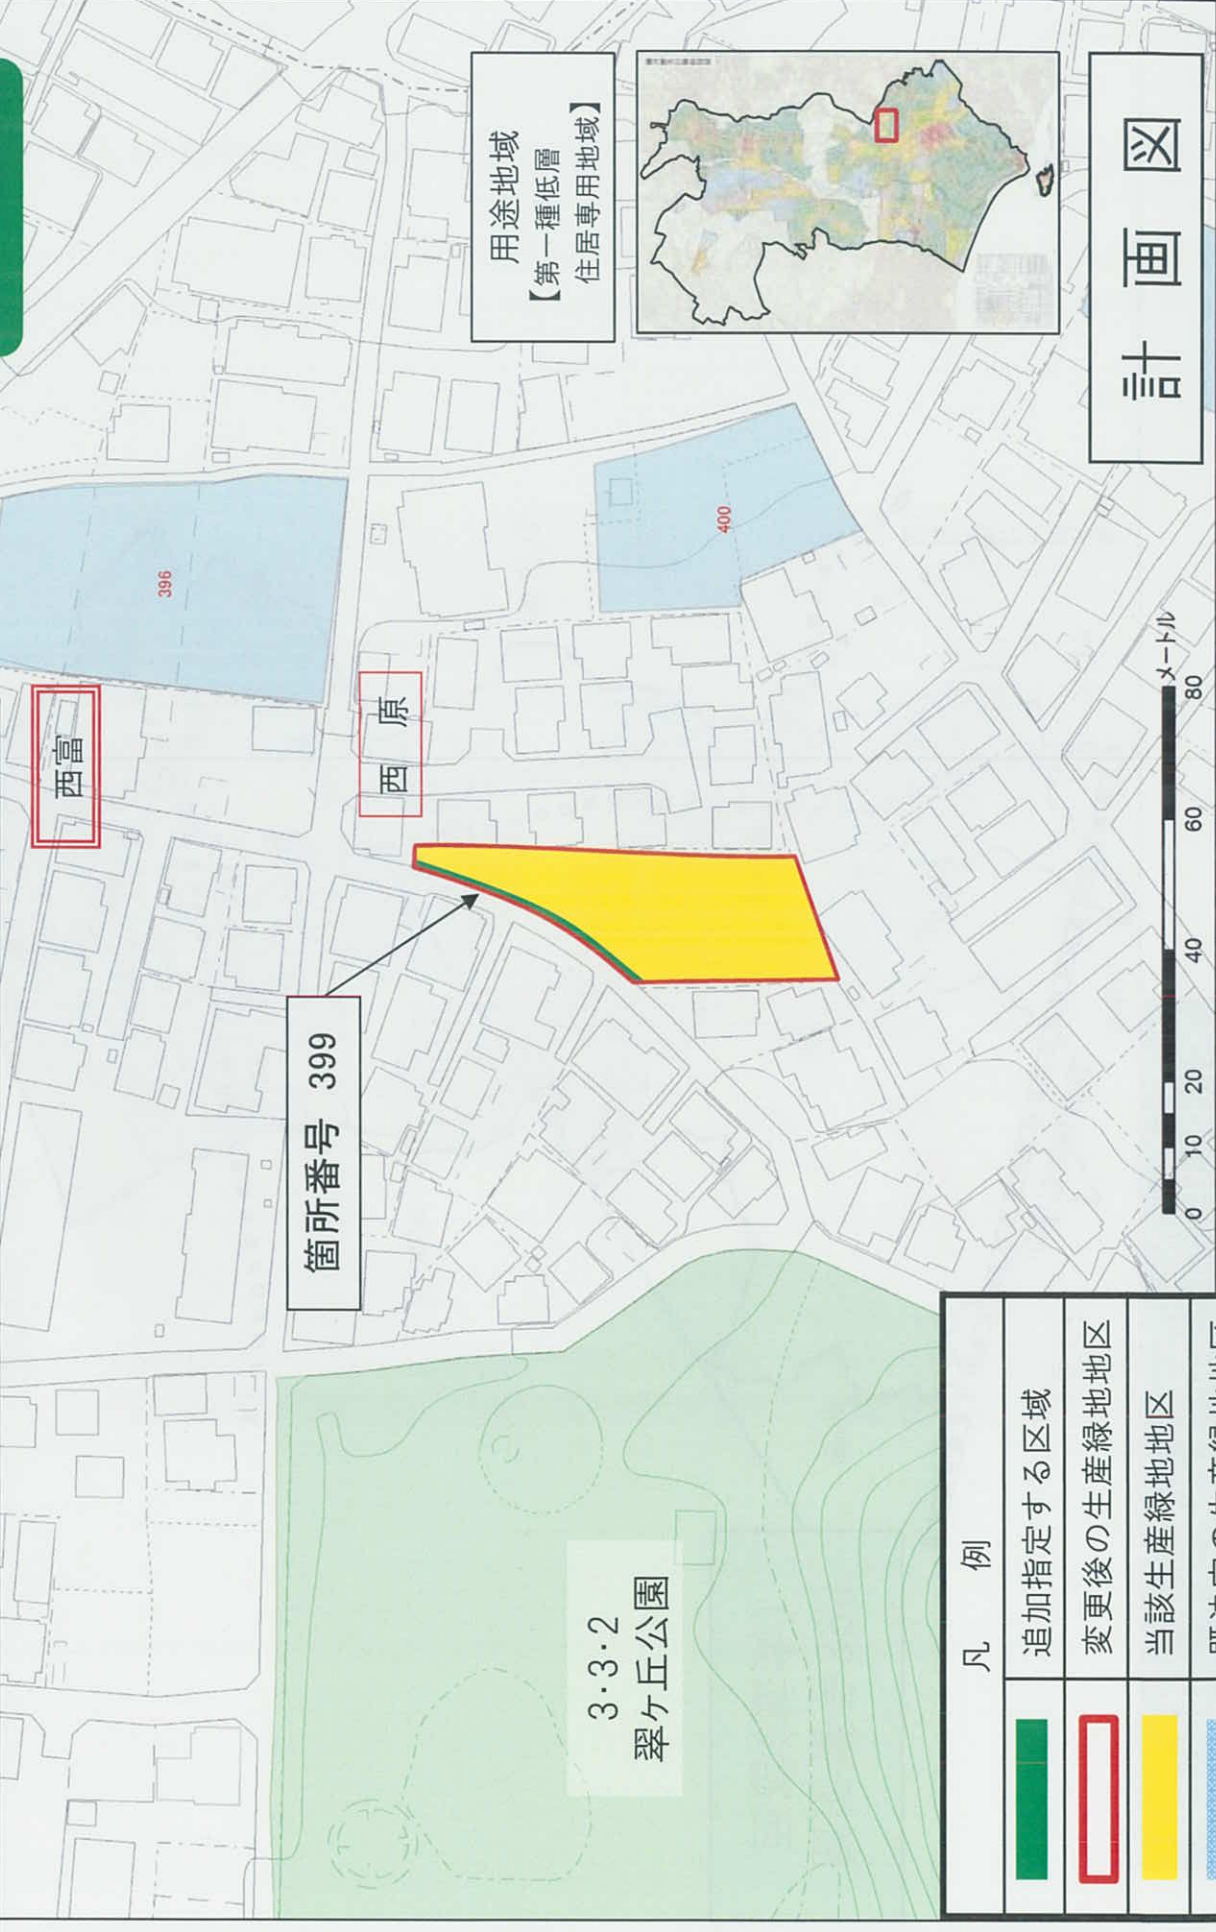 西富
396
西 原
400
箇所番号 399
用途地域
【第一種低層
住居専用地域】
計 画 図
3・3・2
翠ヶ丘公園
凡 例
追加指定する区域
変更後の生産緑地地区
当該生産緑地地区
0 10 20 40 60 80
メートル